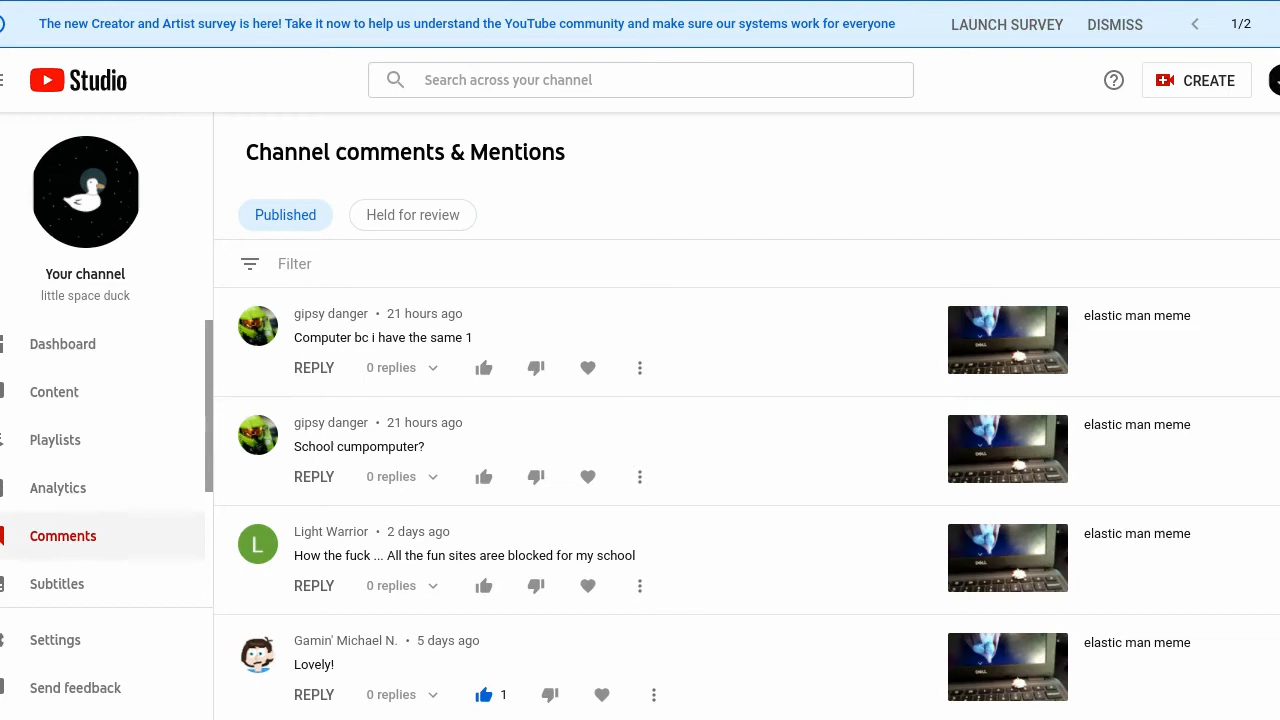 The new Creator and Artist survey is here! Take it now to help us understand the YouTube community and make sure our systems work for everyone
LAUNCH SURVEY
DISMISS
1/2
Studio
Search across your channel
CREATE
Your channel
little space duck
Dashboard
Content
Playlists
Analytics
Comments
Subtitles
Settings
Send feedback
Channel comments & Mentions
Published
Held for review
Filter
gipsy danger • 21 hours ago
Computer bc i have the same 1
REPLY 0 replies
elastic man meme
DELL
gipsy danger • 21 hours ago
School cumpomputer?
REPLY 0 replies
elastic man meme
DELL
Light Warrior • 2 days ago
How the fuck ... All the fun sites aree blocked for my school
REPLY 0 replies
elastic man meme
DELL
L
Gamin' Michael N. • 5 days ago
Lovely!
REPLY 0 replies 1
elastic man meme
DELL